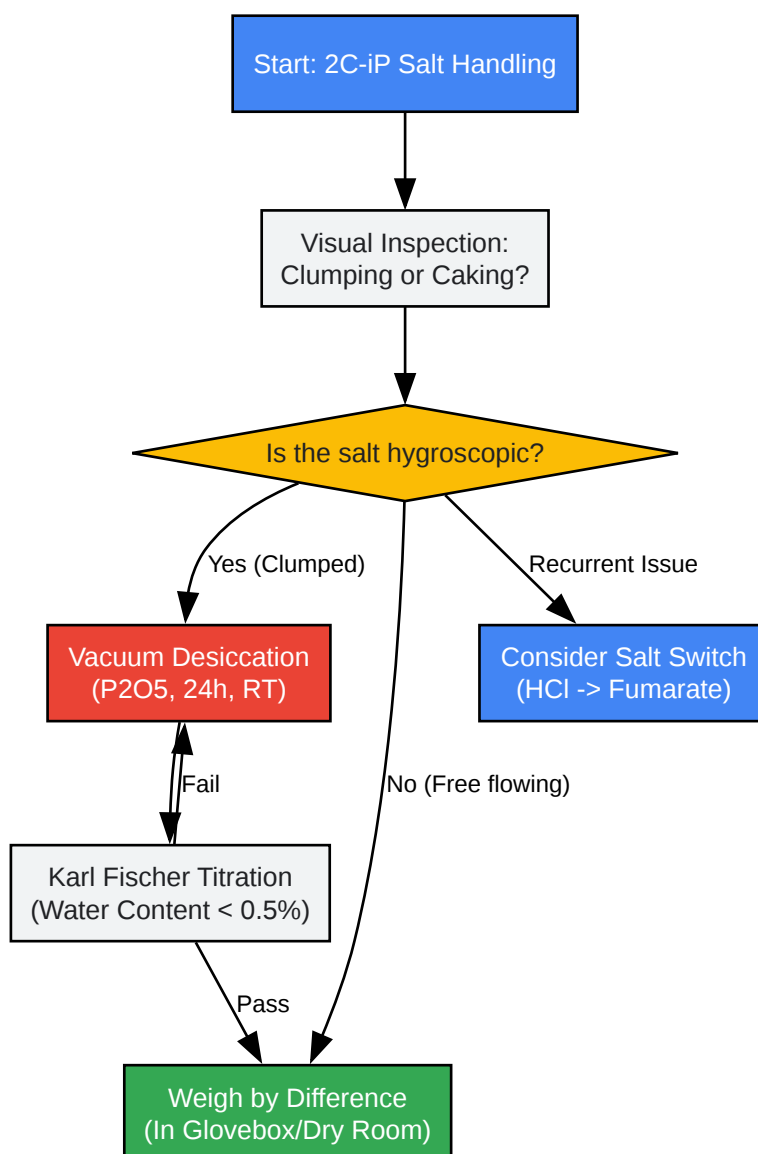 Start: 2C-iP Salt Handling
Visual Inspection:
Clumping or Caking?
Is the salt hygroscopic?
Yes (Clumped)
Recurrent Issue
Vacuum Desiccation
(P2O5, 24h, RT)
Consider Salt Switch
(HCl -> Fumarate)
Fail
No (Free flowing)
Karl Fischer Titration
(Water Content < 0.5%)
Pass
Weigh by Difference
(In Glovebox/Dry Room)